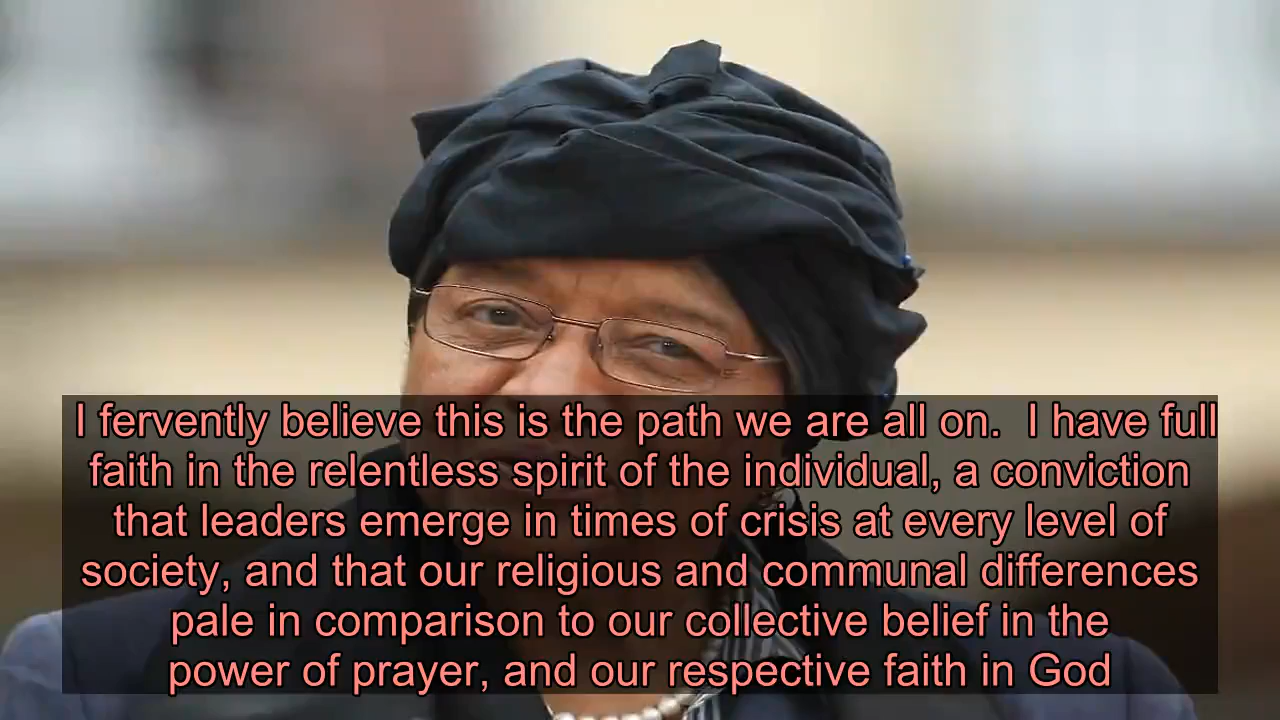 I fervently believe this is the path we are all on.  I have full
faith in the relentless spirit of the individual, a conviction
that leaders emerge in times of crisis at every level of
society, and that our religious and communal differences
pale in comparison to our collective belief in the
power of prayer, and our respective faith in God